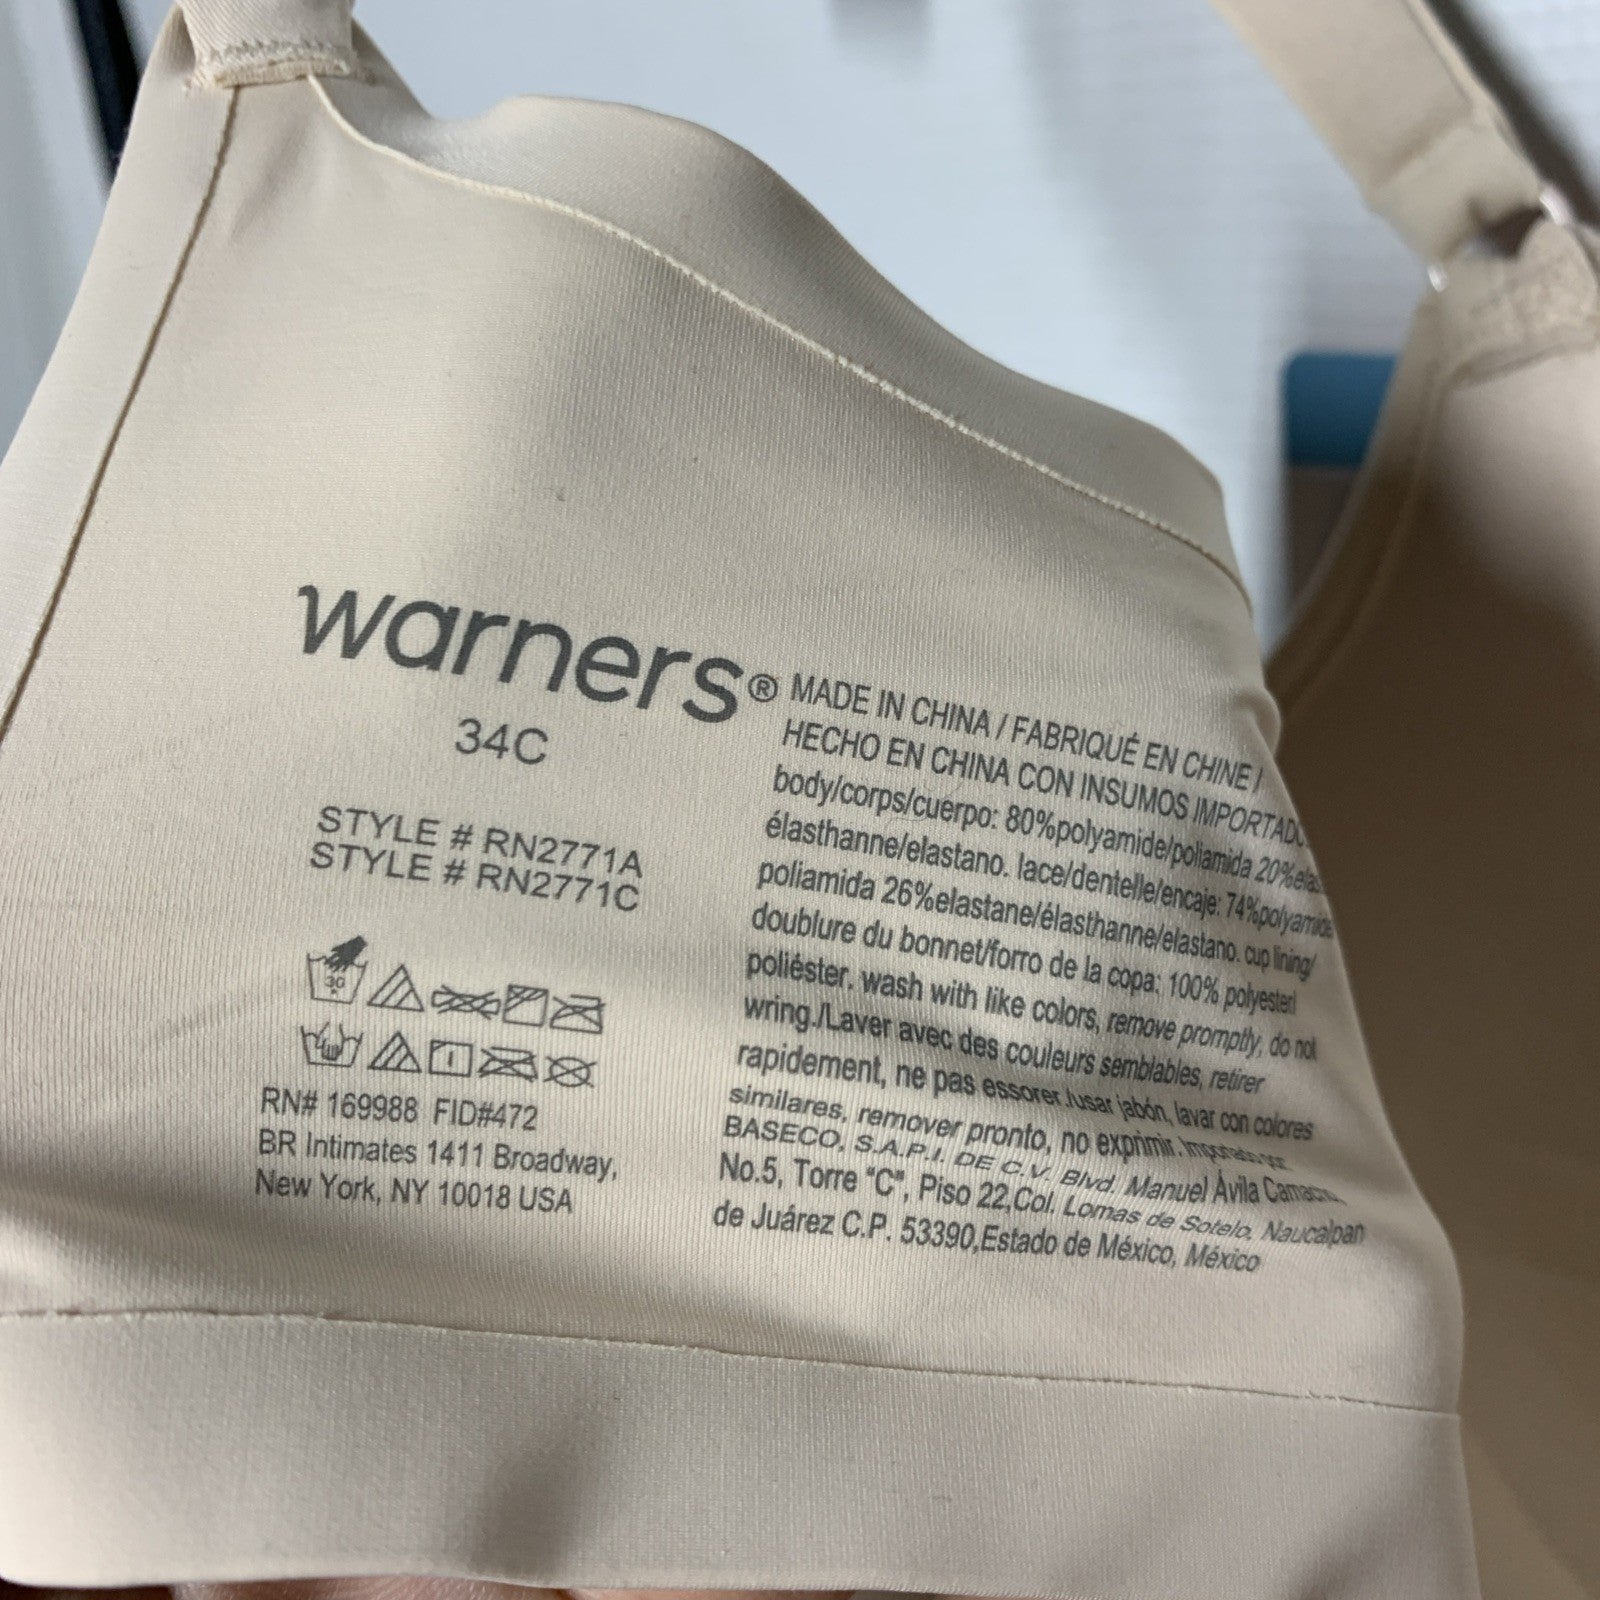 warners®
34C
STYLE # RN2771A
STYLE # RN2771C
30
RN# 169988 FID#472
BR Intimates 1411 Broadway,
New York, NY 10018 USA
MADE IN CHINA / FABRIQUÉ EN CHINE /
HECHO EN CHINA CON INSUMOS
body/corps/cuerpo: 80%polyamide/poliamida
élasthanne/elastano. lace/dentelle/encaje: 74%polyamide
poliamida 26%elastane/élasthanne/elastano. cup lining/
doublure du bonnet/forro de la copa: 100% polyester/
poliéster. wash with like colors, remove promptly, do not
wring./Laver avec des couleurs semblables, retirer
rapidement, ne pas essorer./usar jabón, lavar con colores
similares, remover pronto, no exprimir. Importado por:
BASECO, S.A.P.I. DE C.V. Blvd. Manuel Ávila
No.5, Torre "C", Piso 22,Col. Lomas de Sotelo, Naucalpan
de Juárez C.P. 53390,Estado de México, México